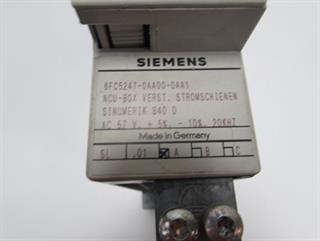 SIEMENS
6FC5247-0AA00-0AA1
NCU-BOX VERST. STROMSCHIENEN
SINUMERIK 840 D
AC 57 V, + 5%, - 10%, 20KHZ
Made in Germany
SL .01 A B C